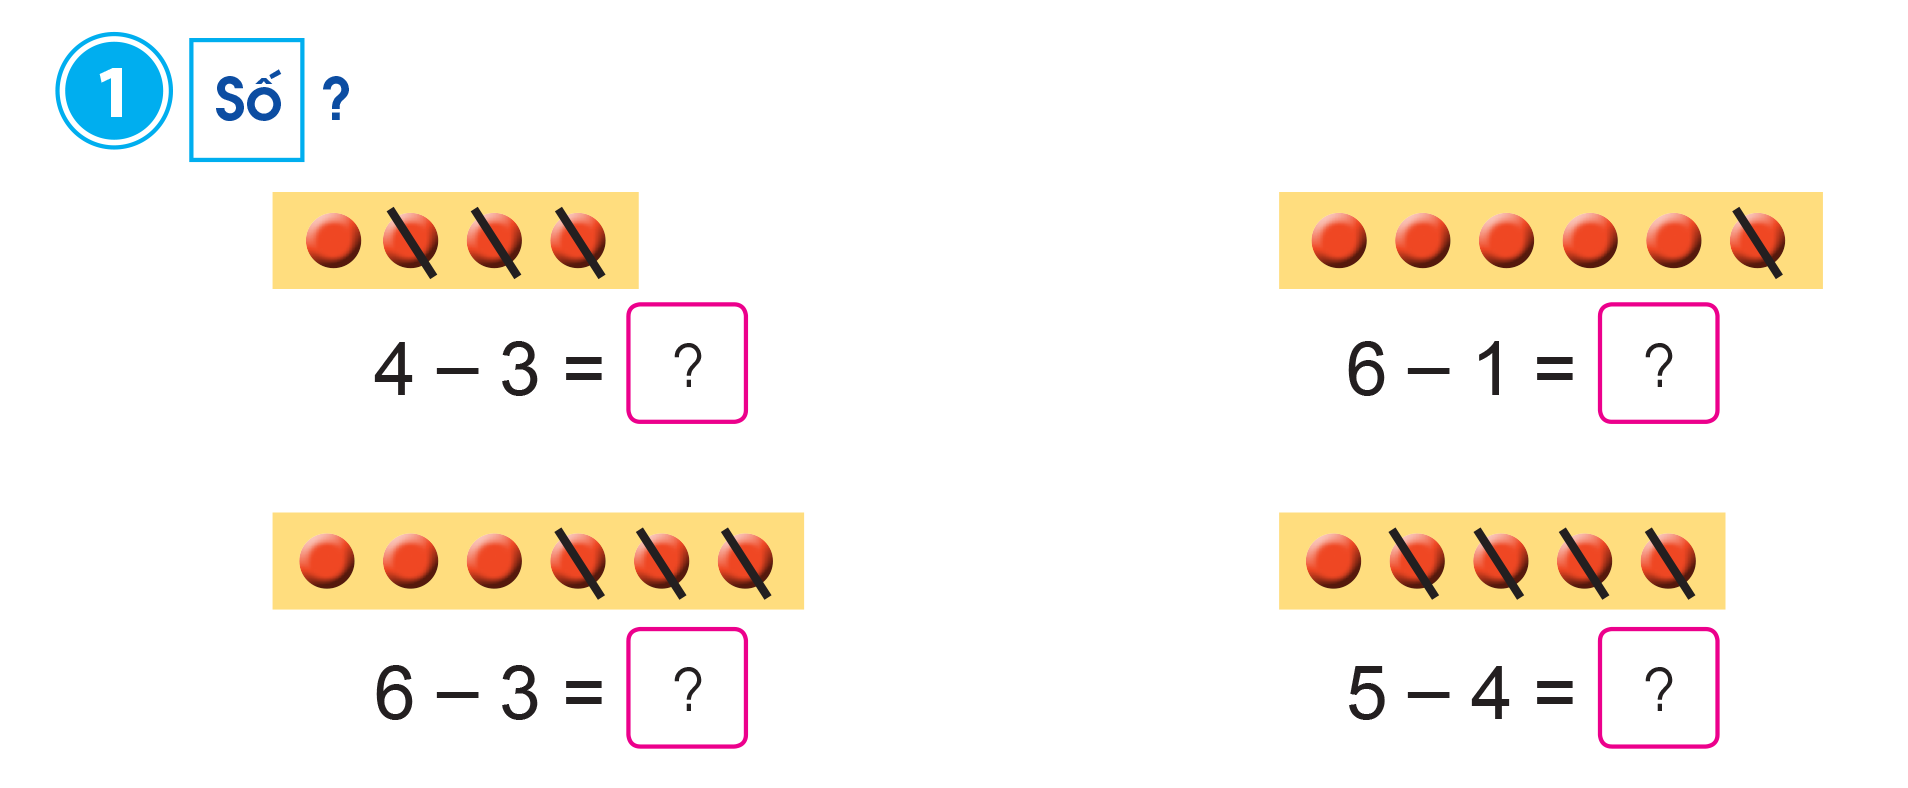 1 Số ?
4 – 3 = ?
6 – 1 = ?
6 – 3 = ?
5 – 4 = ?